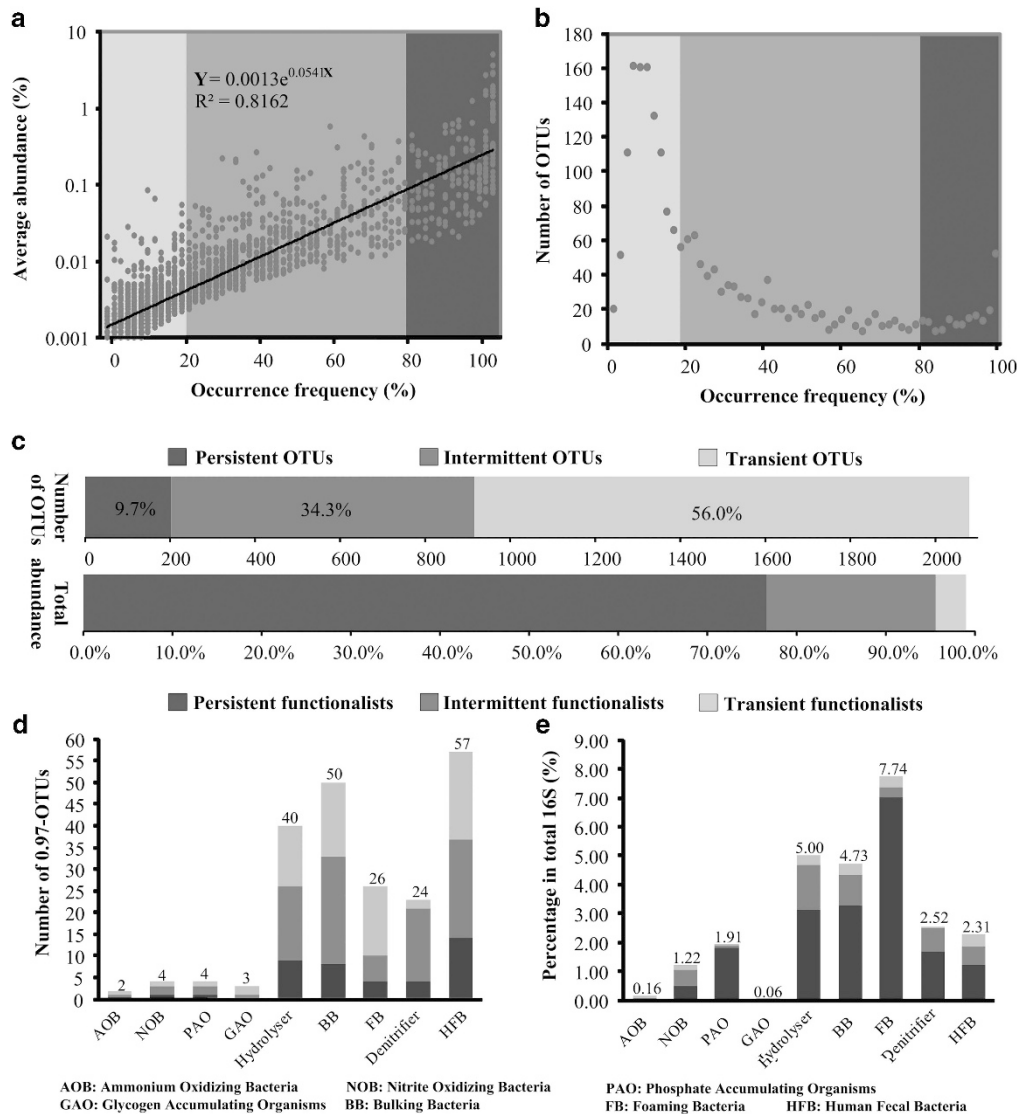 a
10
1
0.1
0.01
0.001
Average abundance (%)
Y= 0.0013e^0.0541X
R² = 0.8162
0 20 40 60 80 100
Occurrence frequency (%)
b
180
160
140
120
100
80
60
40
20
0
Number of OTUs
0 20 40 60 80 100
Occurrence frequency (%)
c
Persistent OTUs Intermittent OTUs Transient OTUs
Number of OTUs
9.7% 34.3% 56.0%
0 200 400 600 800 1000 1200 1400 1600 1800 2000
Total abundance
0.0% 10.0% 20.0% 30.0% 40.0% 50.0% 60.0% 70.0% 80.0% 90.0% 100.0%
Persistent functionalists Intermittent functionalists Transient functionalists
d
60
55
50
45
40
35
30
25
20
15
10
5
0
Number of 0.97-OTUs
2 4 4 3 40 50 26 24 57
AOB NOB PAO GAO Hydrolyser BB FB Denitrifier HFB
e
9.00
8.00
7.00
6.00
5.00
4.00
3.00
2.00
1.00
0.00
Percentage in total 16S (%)
0.16 1.22 1.91 0.06 5.00 4.73 7.74 2.52 2.31
AOB NOB PAO GAO Hydrolyser BB FB Denitrifier HFB
AOB: Ammonium Oxidizing Bacteria NOB: Nitrite Oxidizing Bacteria PAO: Phosphate Accumulating Organisms
GAO: Glycogen Accumulating Organisms BB: Bulking Bacteria FB: Foaming Bacteria HFB: Human Fecal Bacteria